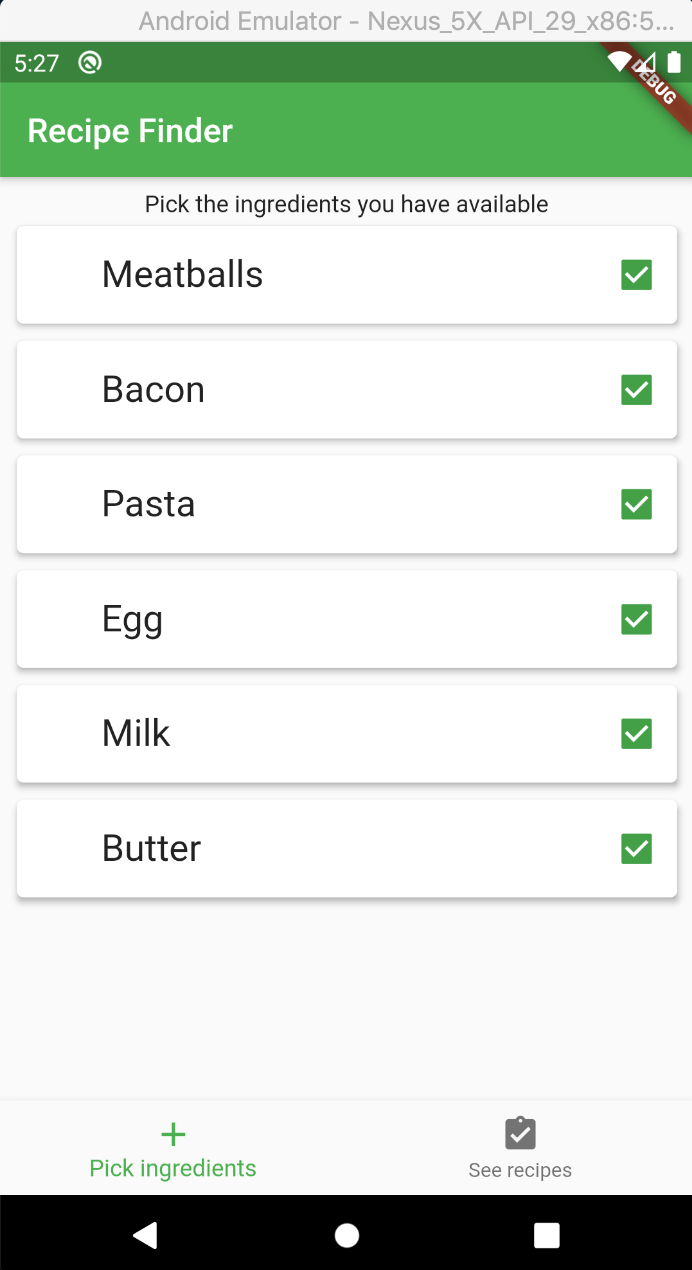 Android Emulator - Nexus_5X_API_29_x86:5...
5:27
DEBUG
Recipe Finder
Pick the ingredients you have available
Meatballs
Bacon
Pasta
Egg
Milk
Butter
Pick ingredients
See recipes